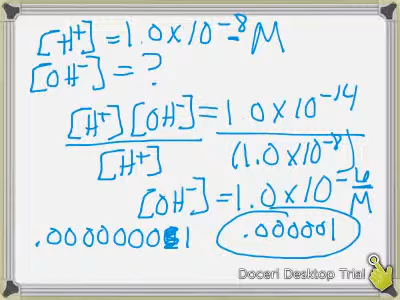 [H⁺] = 1.0 x 10⁻⁸ M
[OH⁻] = ?
[H⁺] [OH⁻] = 1.0 x 10⁻¹⁴
[H⁺] (1.0 x 10⁻⁸)
[OH⁻] = 1.0 x 10⁻⁶ M
.00000001 .000001
Doceri Desktop Trial